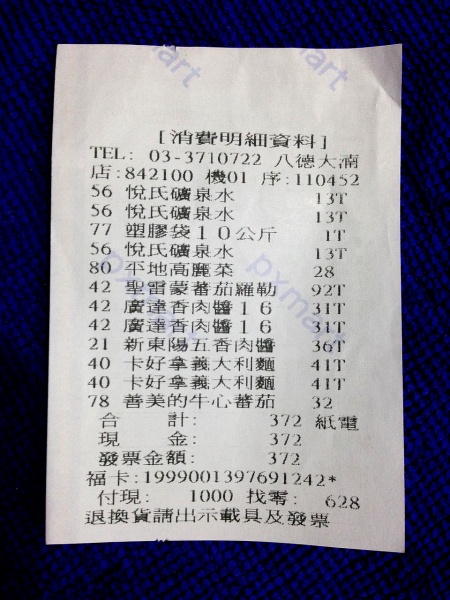 [消費明細資料]
TEL: 03-3710722 八德大湳
店:842100 機01 序:110452
56 悅氏礦泉水 13T
56 悅氏礦泉水 13T
77 塑膠袋１０公斤 1T
56 悅氏礦泉水 13T
80 平地高麗菜 28
42 聖雷蒙蕃茄羅勒 92T
42 廣達香肉醬１６ 31T
42 廣達香肉醬１６ 31T
21 新東陽五香肉醬 36T
40 卡好拿義大利麵 41T
40 卡好拿義大利麵 41T
78 善美的牛心蕃茄 32
合 計: 372 紙電
現 金: 372
發票金額: 372
福卡:1999001397691242*
付現: 1000 找零: 628
退換貨請出示載具及發票
pxmart
pxmart
pxmart
pxmart